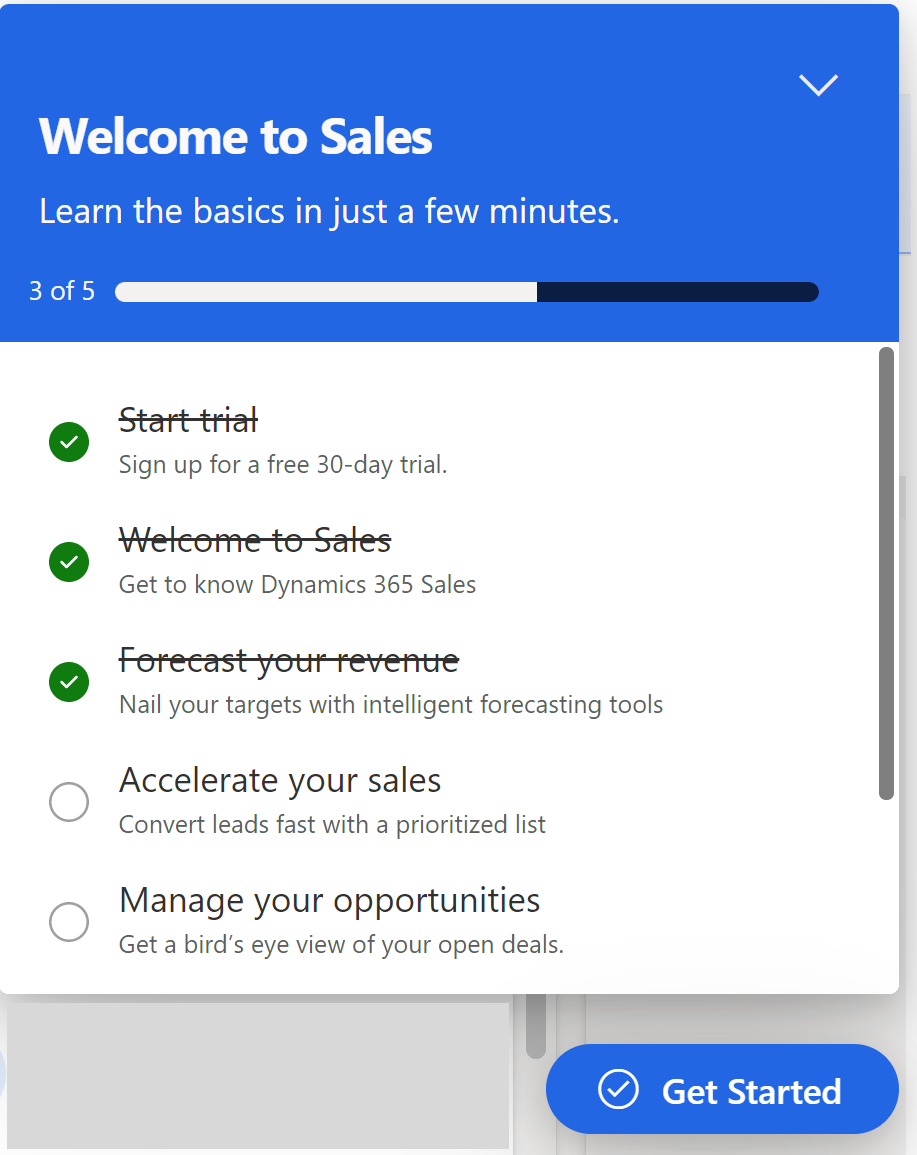 Welcome to Sales
Learn the basics in just a few minutes.
3 of 5
Start trial
Sign up for a free 30-day trial.
Welcome to Sales
Get to know Dynamics 365 Sales
Forecast your revenue
Nail your targets with intelligent forecasting tools
Accelerate your sales
Convert leads fast with a prioritized list
Manage your opportunities
Get a bird’s eye view of your open deals.
Get Started